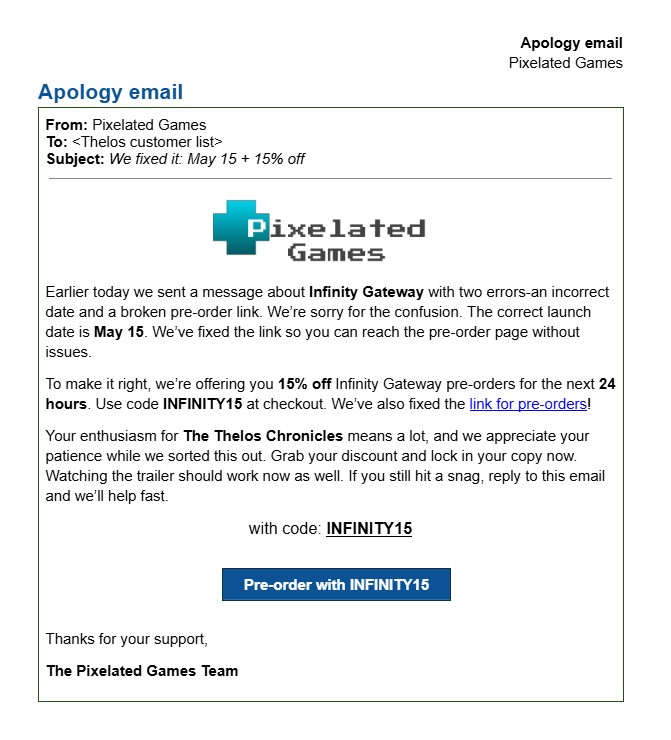 Apology email
Pixelated Games
Apology email
From: Pixelated Games
To: <Thelos customer list>
Subject: We fixed it: May 15 + 15% off
Pixelated
Games
Earlier today we sent a message about Infinity Gateway with two errors-an incorrect
date and a broken pre-order link. We’re sorry for the confusion. The correct launch
date is May 15. We’ve fixed the link so you can reach the pre-order page without
issues.
To make it right, we’re offering you 15% off Infinity Gateway pre-orders for the next 24
hours. Use code INFINITY15 at checkout. We’ve also fixed the link for pre-orders!
Your enthusiasm for The Thelos Chronicles means a lot, and we appreciate your
patience while we sorted this out. Grab your discount and lock in your copy now.
Watching the trailer should work now as well. If you still hit a snag, reply to this email
and we’ll help fast.
with code: INFINITY15
Pre-order with INFINITY15
Thanks for your support,
The Pixelated Games Team